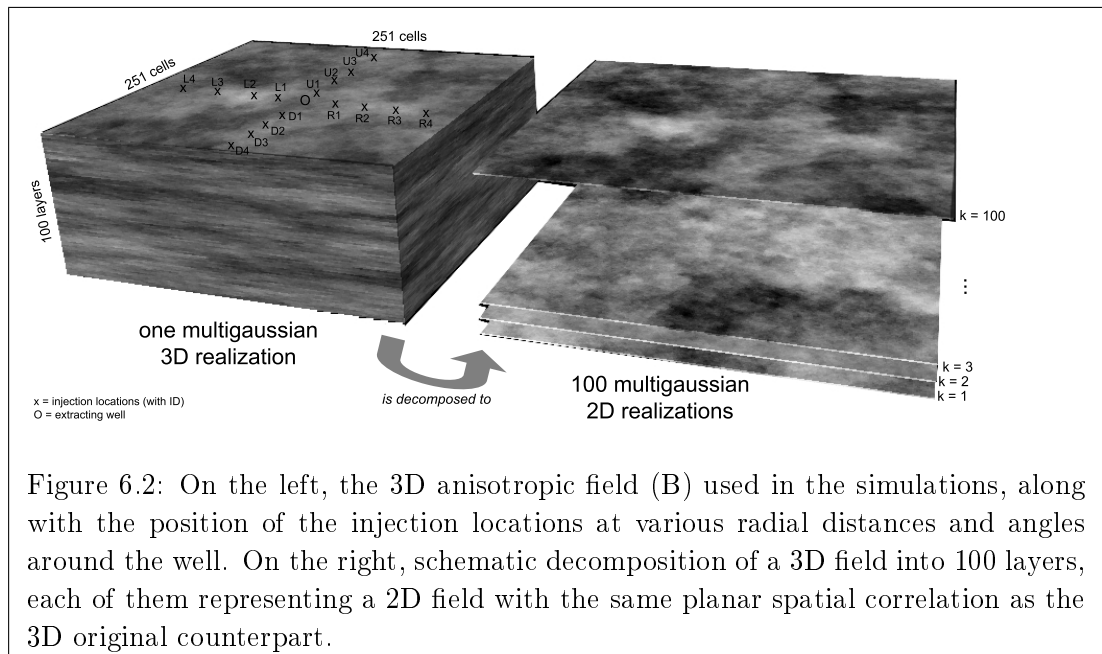 251 cells
251 cells
U4
U3
U2
U1
L4
L3
L2
L1
O
R1
R2
R3
R4
D1
D2
D3
D4
100 layers
k = 100
⋮
k = 3
k = 2
k = 1
one multigaussian
3D realization
is decomposed to
100 multigaussian
2D realizations
x = injection locations (with ID)
O = extracting well
Figure 6.2: On the left, the 3D anisotropic field (B) used in the simulations, along
with the position of the injection locations at various radial distances and angles
around the well. On the right, schematic decomposition of a 3D field into 100 layers,
each of them representing a 2D field with the same planar spatial correlation as the
3D original counterpart.